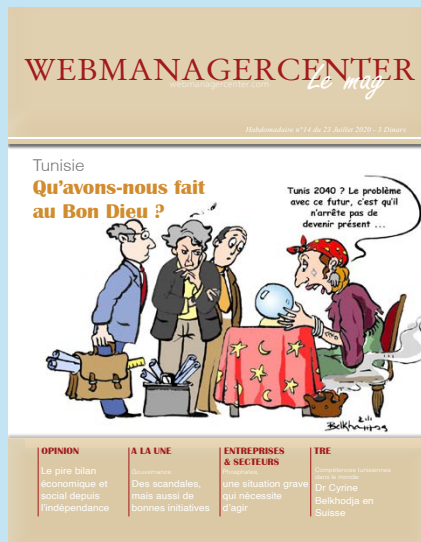 WEBMANAGERCENTER
Le mag
webmanagercenter.com
Hebdomadaire n°14 du 23 Juillet 2020 - 3 Dinars
Tunisie
Qu'avons-nous fait
au Bon Dieu ?
Tunis 2040 ? Le problème
avec ce futur, c'est qu'il
n'arrête pas de
devenir présent ...
Belkhamsa
OPINION
Le pire bilan
économique et
social depuis
l'indépendance
A LA UNE
Gouvernance
Des scandales,
mais aussi de
bonnes initiatives
ENTREPRISES
& SECTEURS
Phosphates
une situation grave
qui nécessite
d'agir
TRE
Compétences tunisiennes
dans le monde
Dr Cyrine
Belkhodja en
Suisse